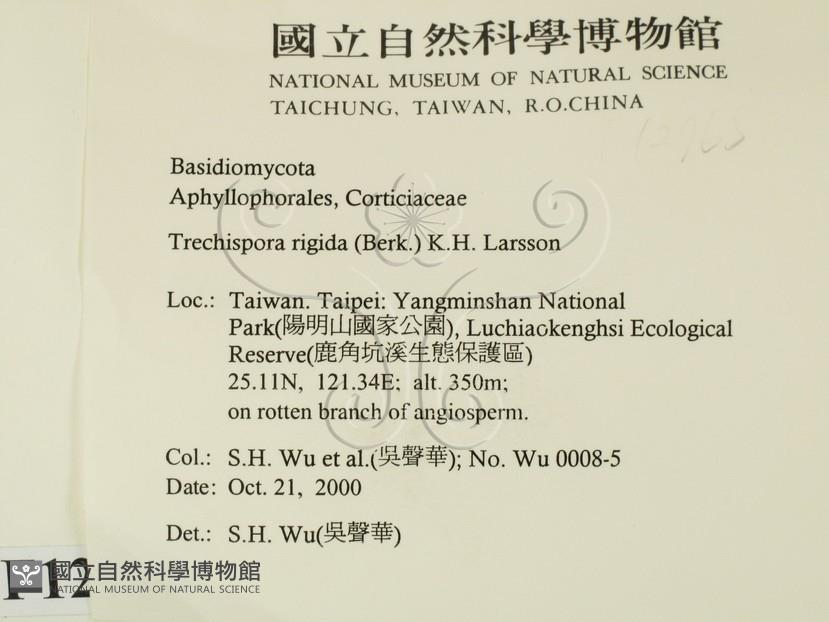 國立自然科學博物館
NATIONAL MUSEUM OF NATURAL SCIENCE
TAICHUNG, TAIWAN, R.O.CHINA
Basidiomycota
Aphyllophorales, Corticiaceae
Trechispora rigida (Berk.) K.H. Larsson
Loc.: Taiwan. Taipei: Yangminshan National
Park(陽明山國家公園), Luchiaokenghsi Ecological
Reserve(鹿角坑溪生態保護區)
25.11N, 121.34E; alt. 350m;
on rotten branch of angiosperm.
Col.: S.H. Wu et al.(吳聲華); No. Wu 0008-5
Date: Oct. 21, 2000
Det.: S.H. Wu(吳聲華)
國立自然科學博物館
NATIONAL MUSEUM OF NATURAL SCIENCE